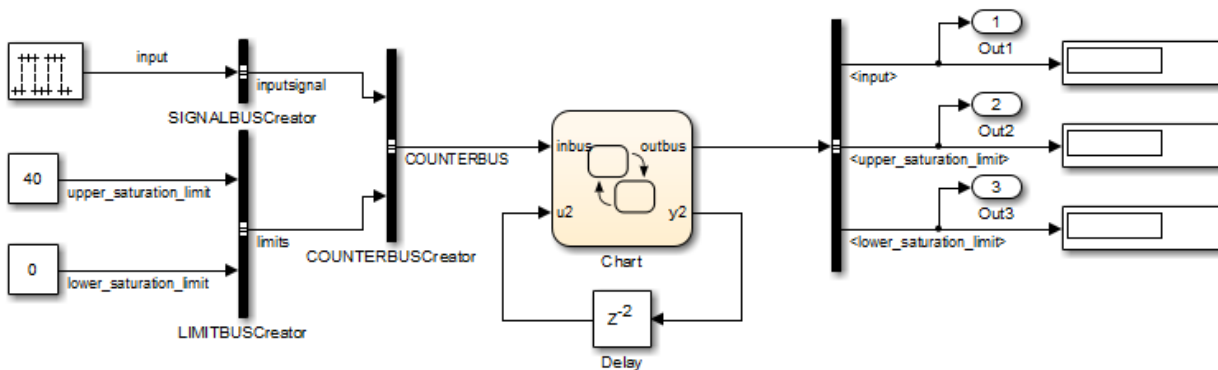 input
inputsignal
SIGNALBUSCreator
40
upper_saturation_limit
0
lower_saturation_limit
limits
LIMITBUSCreator
COUNTERBUS
COUNTERBUSCreator
inbus
outbus
u2
y2
Chart
Z-2
Delay
1
Out1
<input>
2
Out2
<upper_saturation_limit>
3
Out3
<lower_saturation_limit>